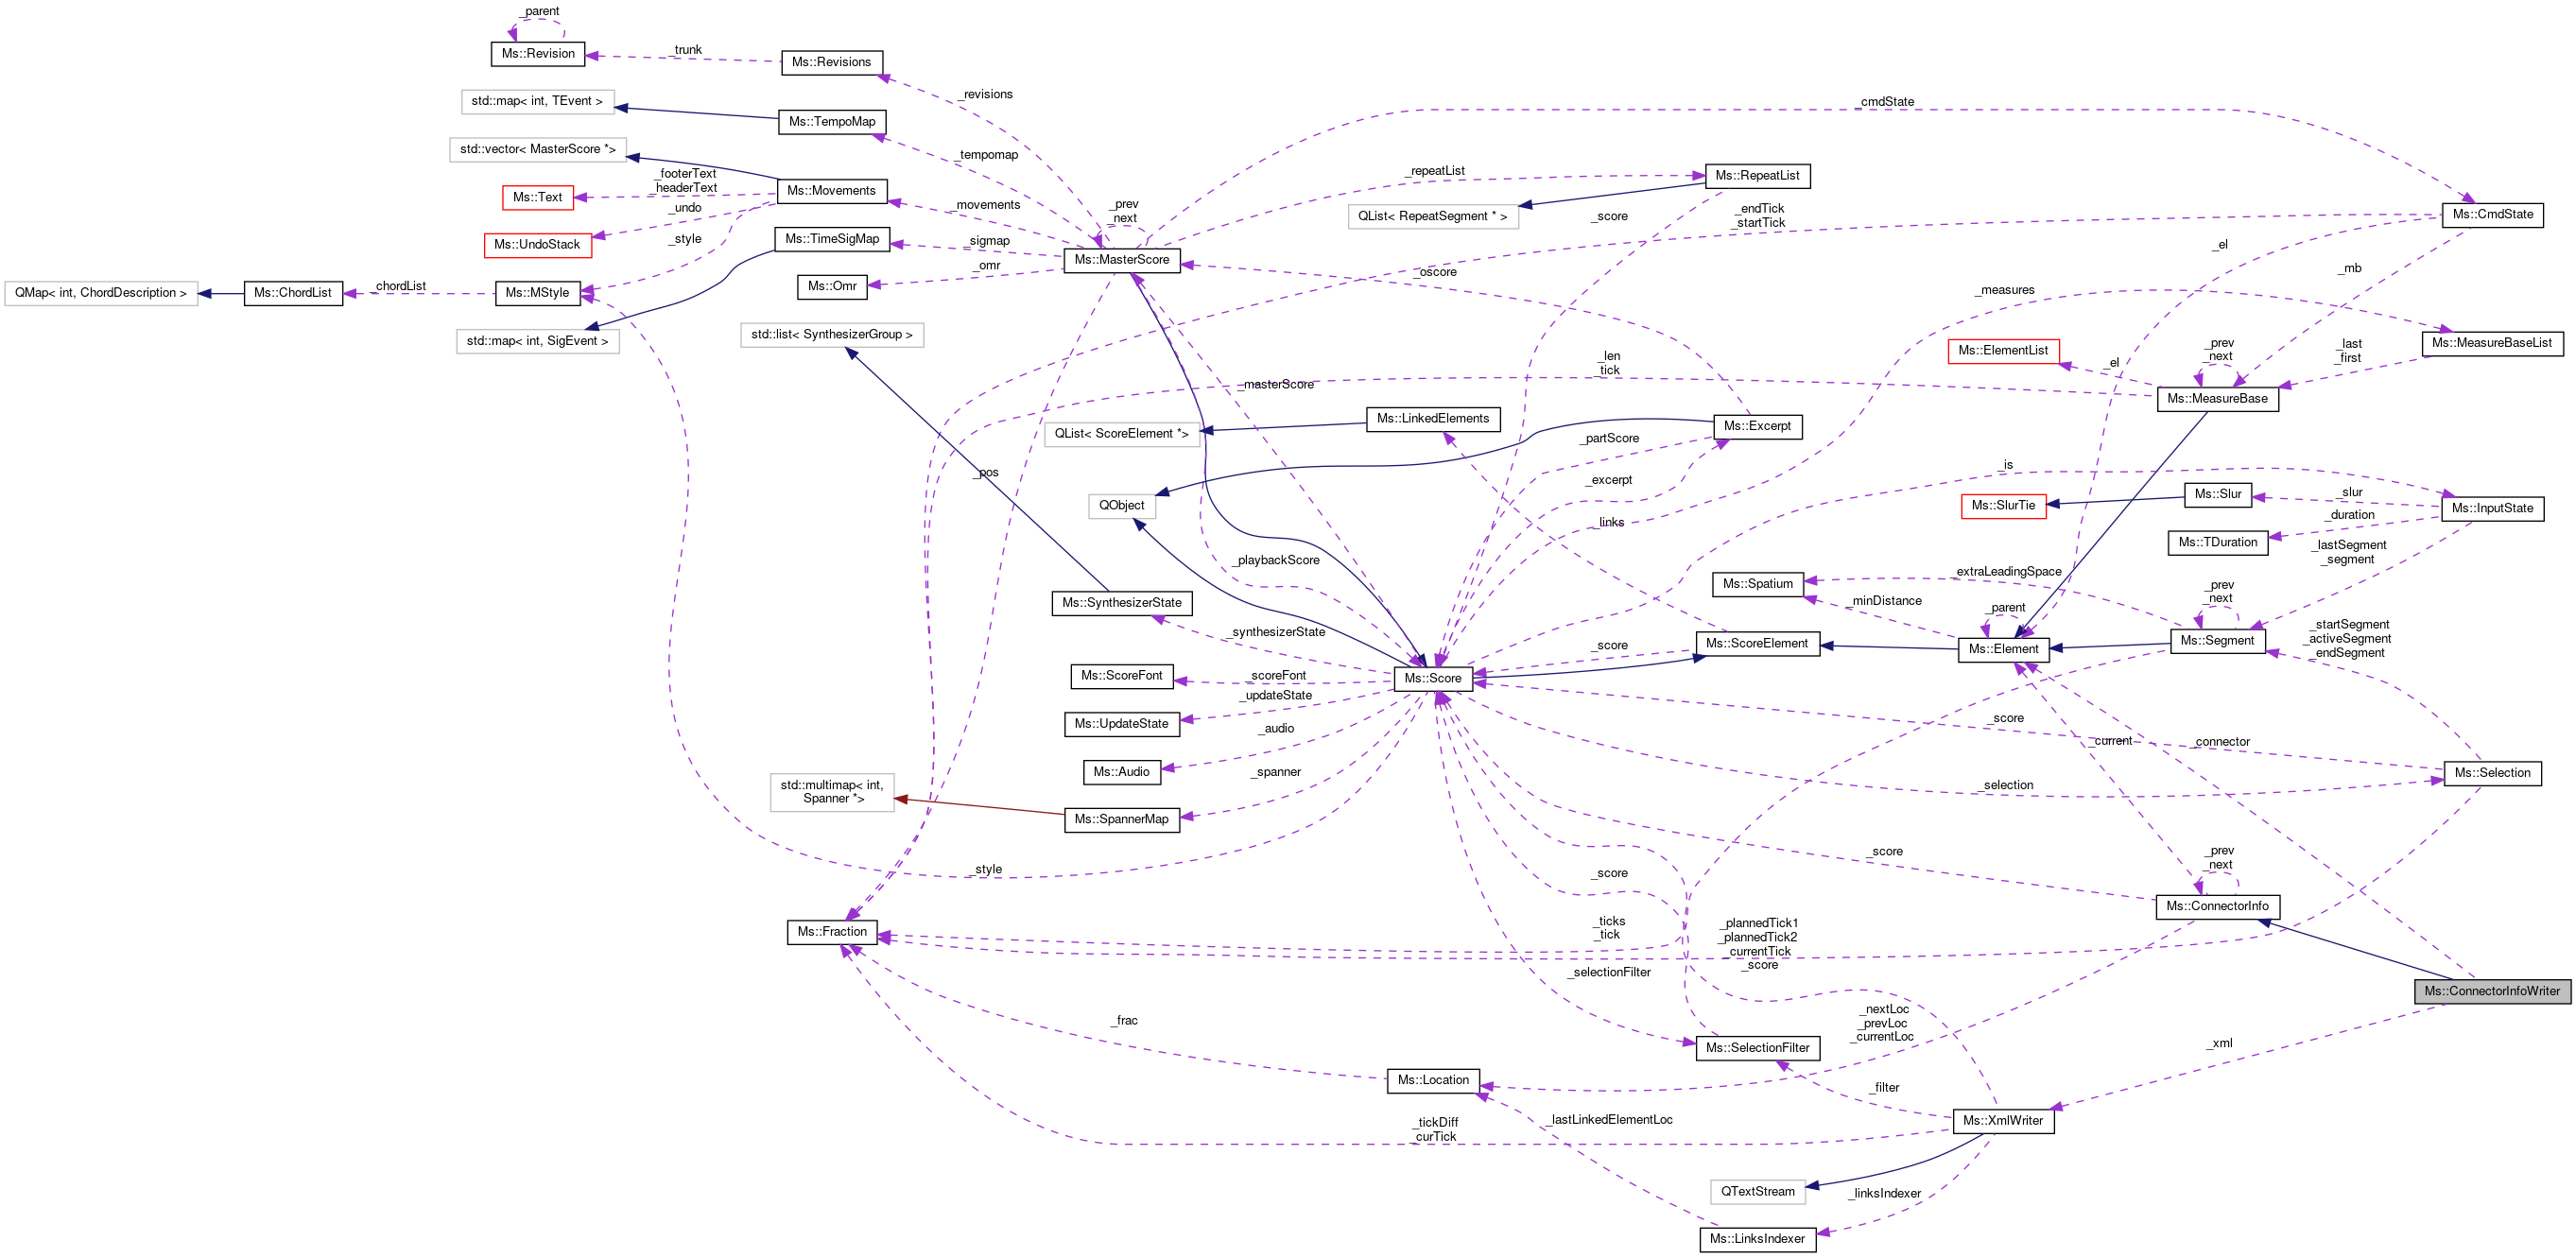 _parent
Ms::Revision
_trunk
Ms::Revisions
std::map< int, TEvent >
Ms::TempoMap
_revisions
_cmdState
std::vector< MasterScore *>
_tempomap
_footerText
_headerText
Ms::Movements
Ms::Text
_undo
_movements
_prev
_next
_repeatList
Ms::RepeatList
QList< RepeatSegment * >
_score
_endTick
_startTick
Ms::CmdState
Ms::UndoStack
_style
Ms::TimeSigMap
_sigmap
Ms::MasterScore
_el
_omr
_oscore
_mb
Ms::Omr
QMap< int, ChordDescription >
Ms::ChordList
_chordList
Ms::MStyle
_measures
std::map< int, SigEvent >
std::list< SynthesizerGroup >
Ms::ElementList
_prev
_next
_last
_first
Ms::MeasureBaseList
_len
_tick
_el
_masterScore
Ms::MeasureBase
QList< ScoreElement *>
Ms::LinkedElements
Ms::Excerpt
_partScore
_pos
_excerpt
_is
QObject
_links
Ms::SlurTie
Ms::Slur
_slur
Ms::InputState
_duration
Ms::TDuration
_lastSegment
_segment
_playbackScore
Ms::Spatium
_extraLeadingSpace
_prev
_next
Ms::SynthesizerState
_minDistance
_parent
_synthesizerState
_score
Ms::ScoreElement
Ms::Element
Ms::Segment
_startSegment
_activeSegment
_endSegment
Ms::ScoreFont
_scoreFont
Ms::Score
_updateState
Ms::UpdateState
_audio
_score
_current
_connector
Ms::Audio
_spanner
_selection
Ms::Selection
std::multimap< int,
Spanner *>
Ms::SpannerMap
_style
_score
_score
_prev
_next
Ms::ConnectorInfo
Ms::Fraction
_ticks
_tick
_plannedTick1
_plannedTick2
_currentTick
_score
_selectionFilter
Ms::ConnectorInfoWriter
_frac
_nextLoc
_prevLoc
_currentLoc
Ms::SelectionFilter
_xml
Ms::Location
_filter
_tickDiff
_curTick
_lastLinkedElementLoc
Ms::XmlWriter
QTextStream
_linksIndexer
Ms::LinksIndexer